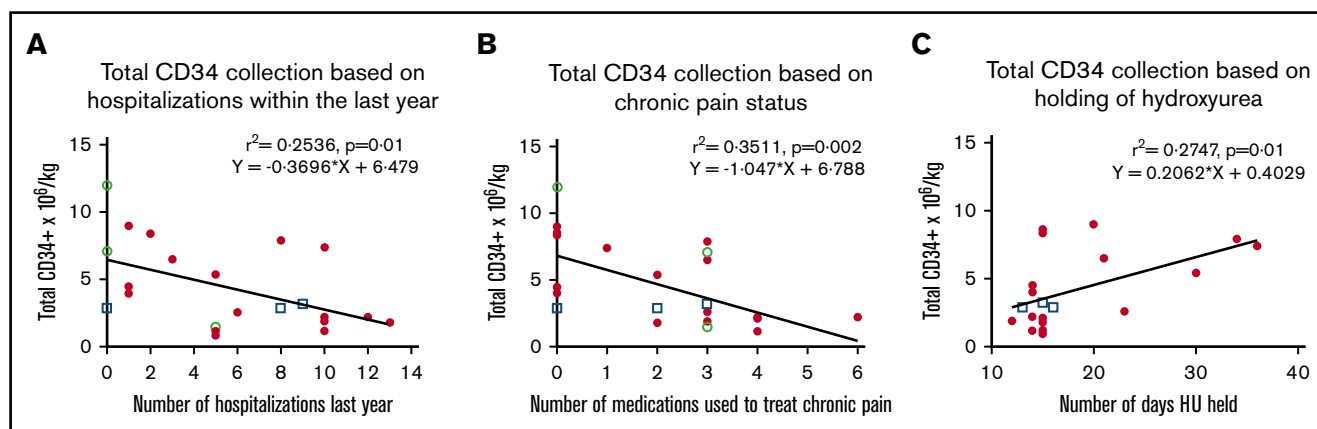 A
Total CD34 collection based on
hospitalizations within the last year
r²= 0·2536, p=0·01
Y = -0·3696*X + 6·479
Total CD34+ x 10⁶/kg
15
10
5
0
0 2 4 6 8 10 12 14
Number of hospitalizations last year
B
Total CD34 collection based on
chronic pain status
r²= 0·3511, p=0·002
Y = -1·047*X + 6·788
Total CD34+ x 10⁶/kg
15
10
5
0
0 1 2 3 4 5 6
Number of medications used to treat chronic pain
C
Total CD34 collection based on
holding of hydroxyurea
r²= 0·2747, p=0·01
Y = 0.2062*X + 0.4029
Total CD34+ x 10⁶/kg
15
10
5
0
10 20 30 40
Number of days HU held